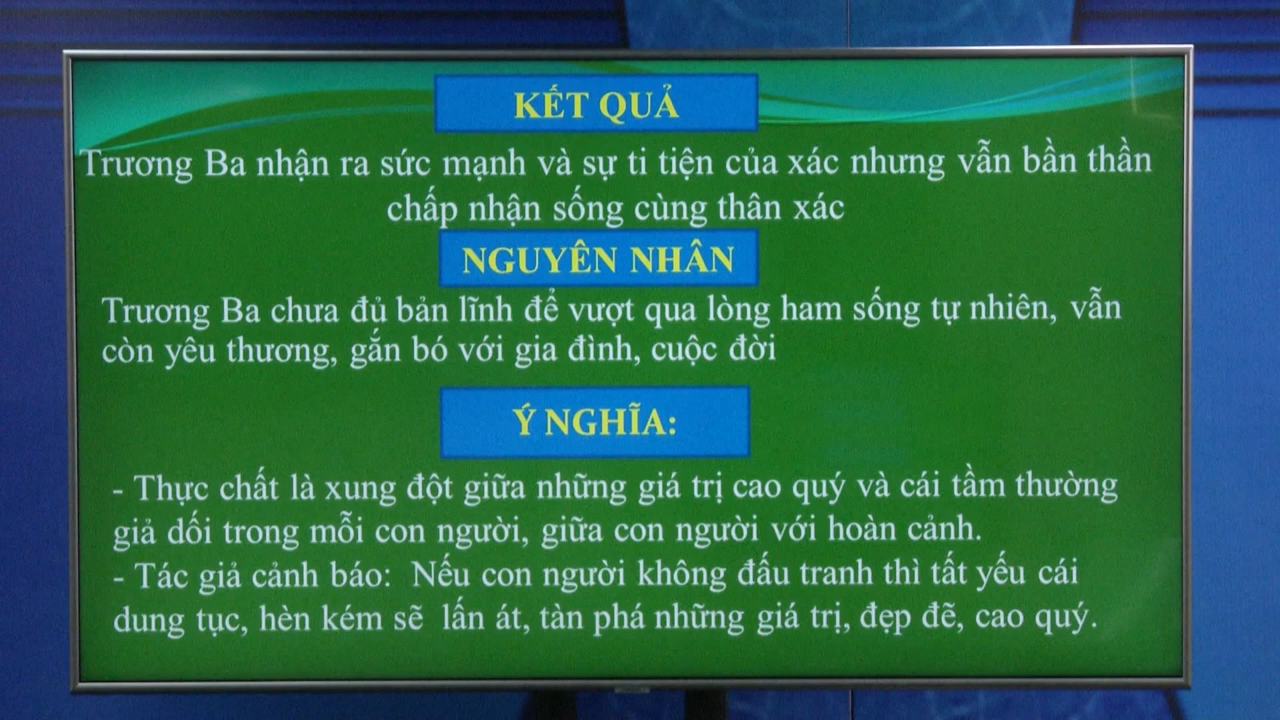 KẾT QUẢ
Trương Ba nhận ra sức mạnh và sự ti tiện của xác nhưng vẫn bần thần
chấp nhận sống cùng thân xác
NGUYÊN NHÂN
Trương Ba chưa đủ bản lĩnh để vượt qua lòng ham sống tự nhiên, vẫn
còn yêu thương, gắn bó với gia đình, cuộc đời
Ý NGHĨA:
- Thực chất là xung đột giữa những giá trị cao quý và cái tầm thường
giả dối trong mỗi con người, giữa con người với hoàn cảnh.
- Tác giả cảnh báo: Nếu con người không đấu tranh thì tất yếu cái
dung tục, hèn kém sẽ lấn át, tàn phá những giá trị, đẹp đẽ, cao quý.